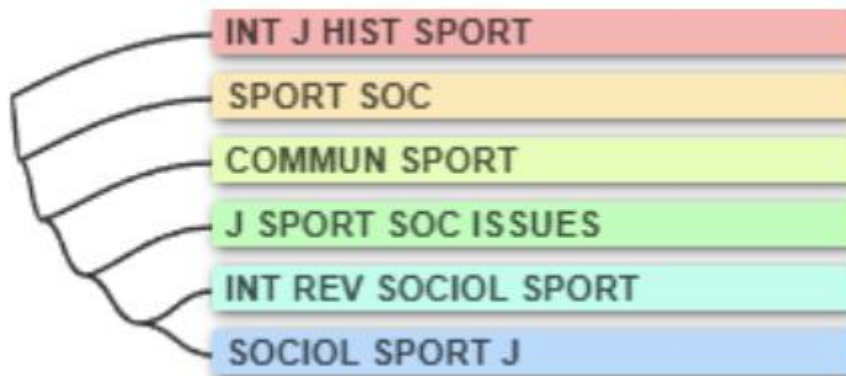 INT J HIST SPORT
SPORT SOC
COMMUN SPORT
J SPORT SOC ISSUES
INT REV SOCIOL SPORT
SOCIOL SPORT J